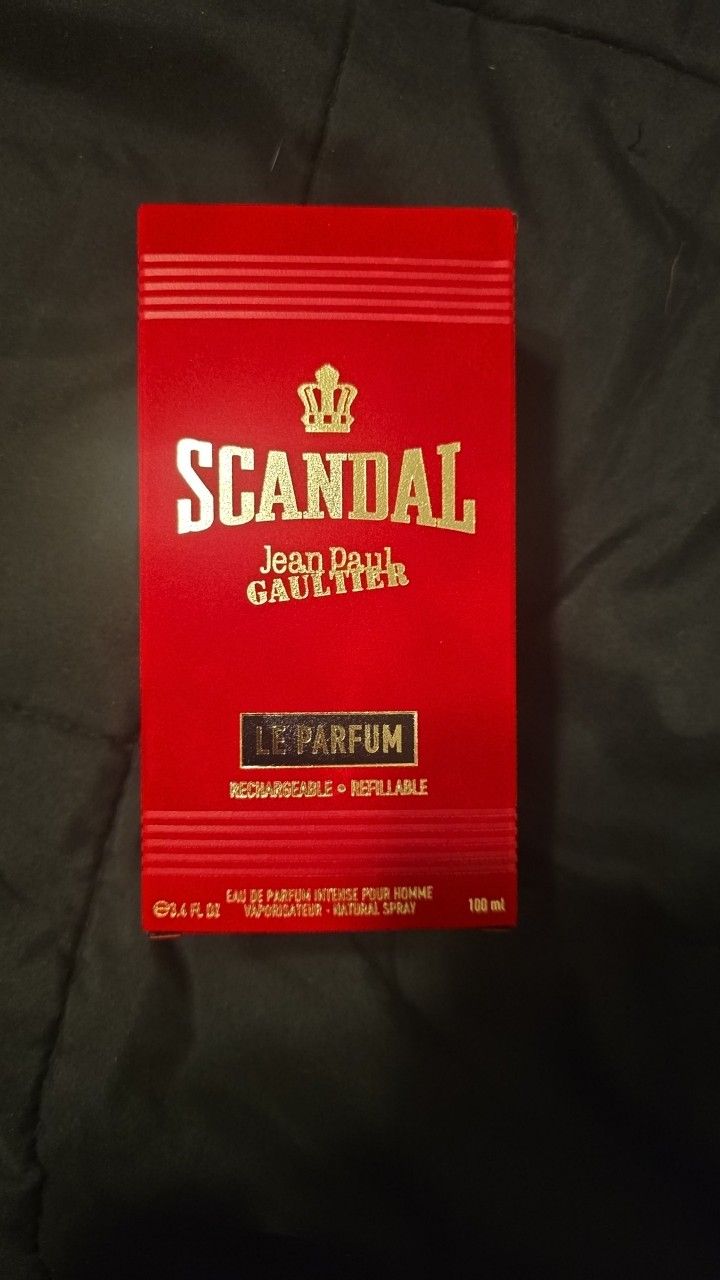 SCANDAL
Jean Paul
GAULTIER
LE PARFUM
RECHARGEABLE • REFILLABLE
EAU DE PARFUM INTENSE POUR HOMME
℮3.4 FL. OZ VAPORISATEUR - NATURAL SPRAY 100 ml